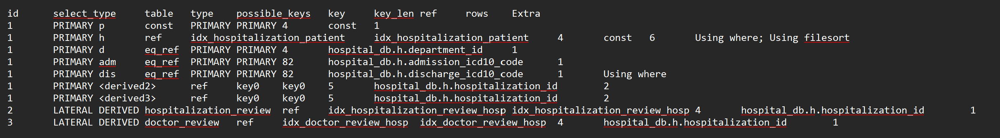 id select_type table type possible_keys key key_len ref rows Extra
1 PRIMARY p const PRIMARY PRIMARY 4 const 1
1 PRIMARY h ref idx_hospitalization_patient idx_hospitalization_patient 4 const 6 Using where; Using filesort
1 PRIMARY d eq_ref PRIMARY PRIMARY 4 hospital_db.h.department_id 1
1 PRIMARY adm eq_ref PRIMARY PRIMARY 82 hospital_db.h.admission_icd10_code 1
1 PRIMARY dis eq_ref PRIMARY PRIMARY 82 hospital_db.h.discharge_icd10_code 1 Using where
1 PRIMARY <derived2> ref key0 key0 5 hospital_db.h.hospitalization_id 2
1 PRIMARY <derived3> ref key0 key0 5 hospital_db.h.hospitalization_id 2
2 LATERAL DERIVED hospitalization_review ref idx_hospitalization_review_hosp idx_hospitalization_review_hosp 4 hospital_db.h.hospitalization_id 1
3 LATERAL DERIVED doctor_review ref idx_doctor_review_hosp idx_doctor_review_hosp 4 hospital_db.h.hospitalization_id 1